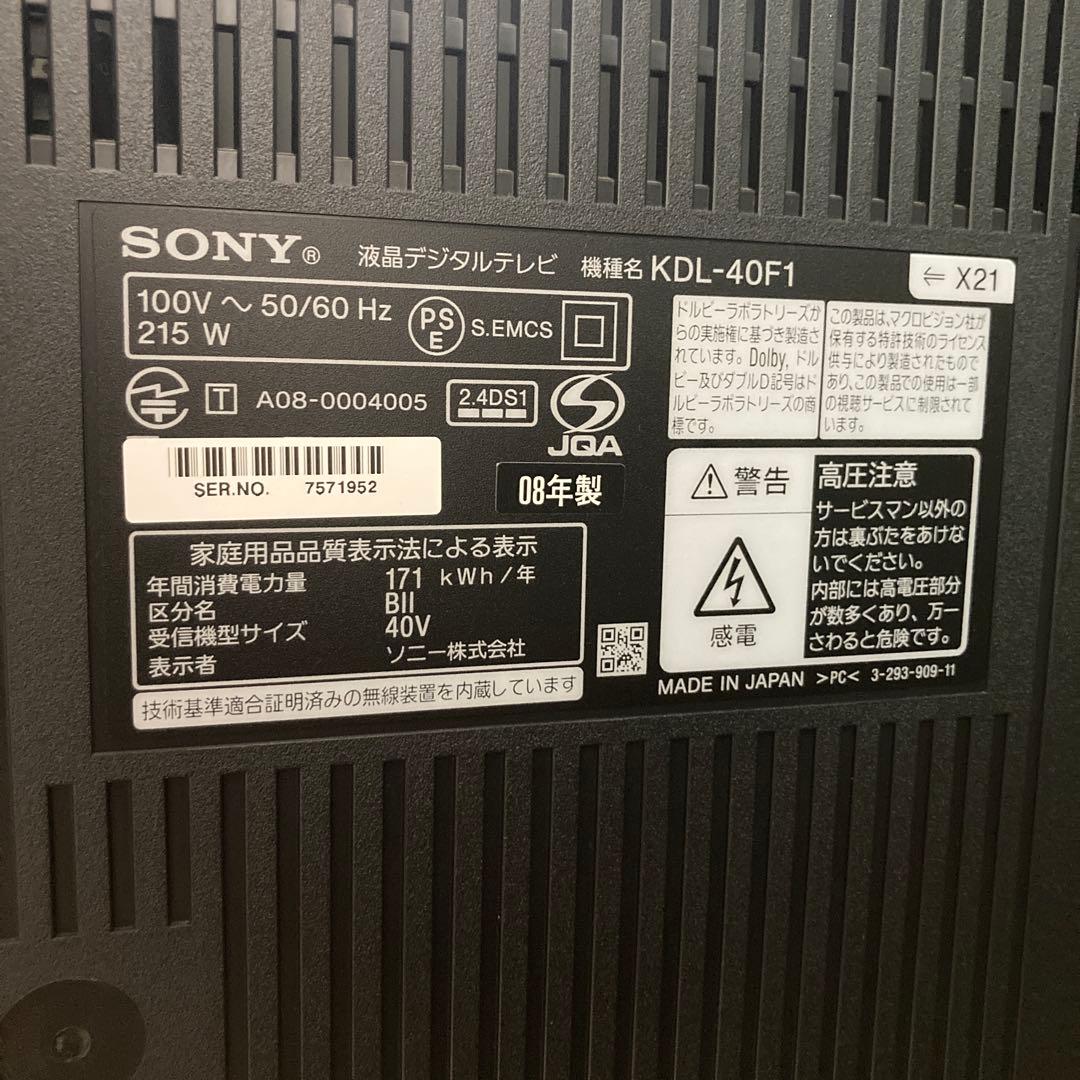 SONY® 液晶デジタルテレビ 機種名 KDL-40F1
⇐ X21
100V ～ 50/60 Hz
215 W
PSE S.EMCS
T A08-0004005
2.4DS1
JQA
SER.NO. 7571952
08年製
家庭用品品質表示法による表示
年間消費電力量 171 kWh/年
区分名 BII
受信機型サイズ 40V
表示者 ソニー株式会社
技術基準適合証明済みの無線装置を内蔵しています
ドルビーラボラトリーズか
らの実施権に基づき製造さ
れています。Dolby, ドル
ビー及びダブルD記号はド
ルビーラボラトリーズの商
標です。
この製品は、マクロビジョン社が
保有する特許技術のライセンス
供与により製造されたもので
あり、この製品での使用は一部
の視聴サービスに制限されて
います。
警告
感電
高圧注意
サービスマン以外の
方は裏ぶたをあけな
いでください。
内部には高電圧部分
が数多くあり、万一
さわると危険です。
MADE IN JAPAN >PC< 3-293-909-11